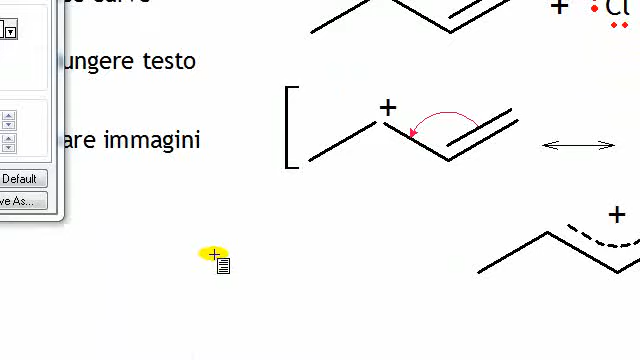 + Cl
ungere testo
+
are immagini
Default
ve As...
+